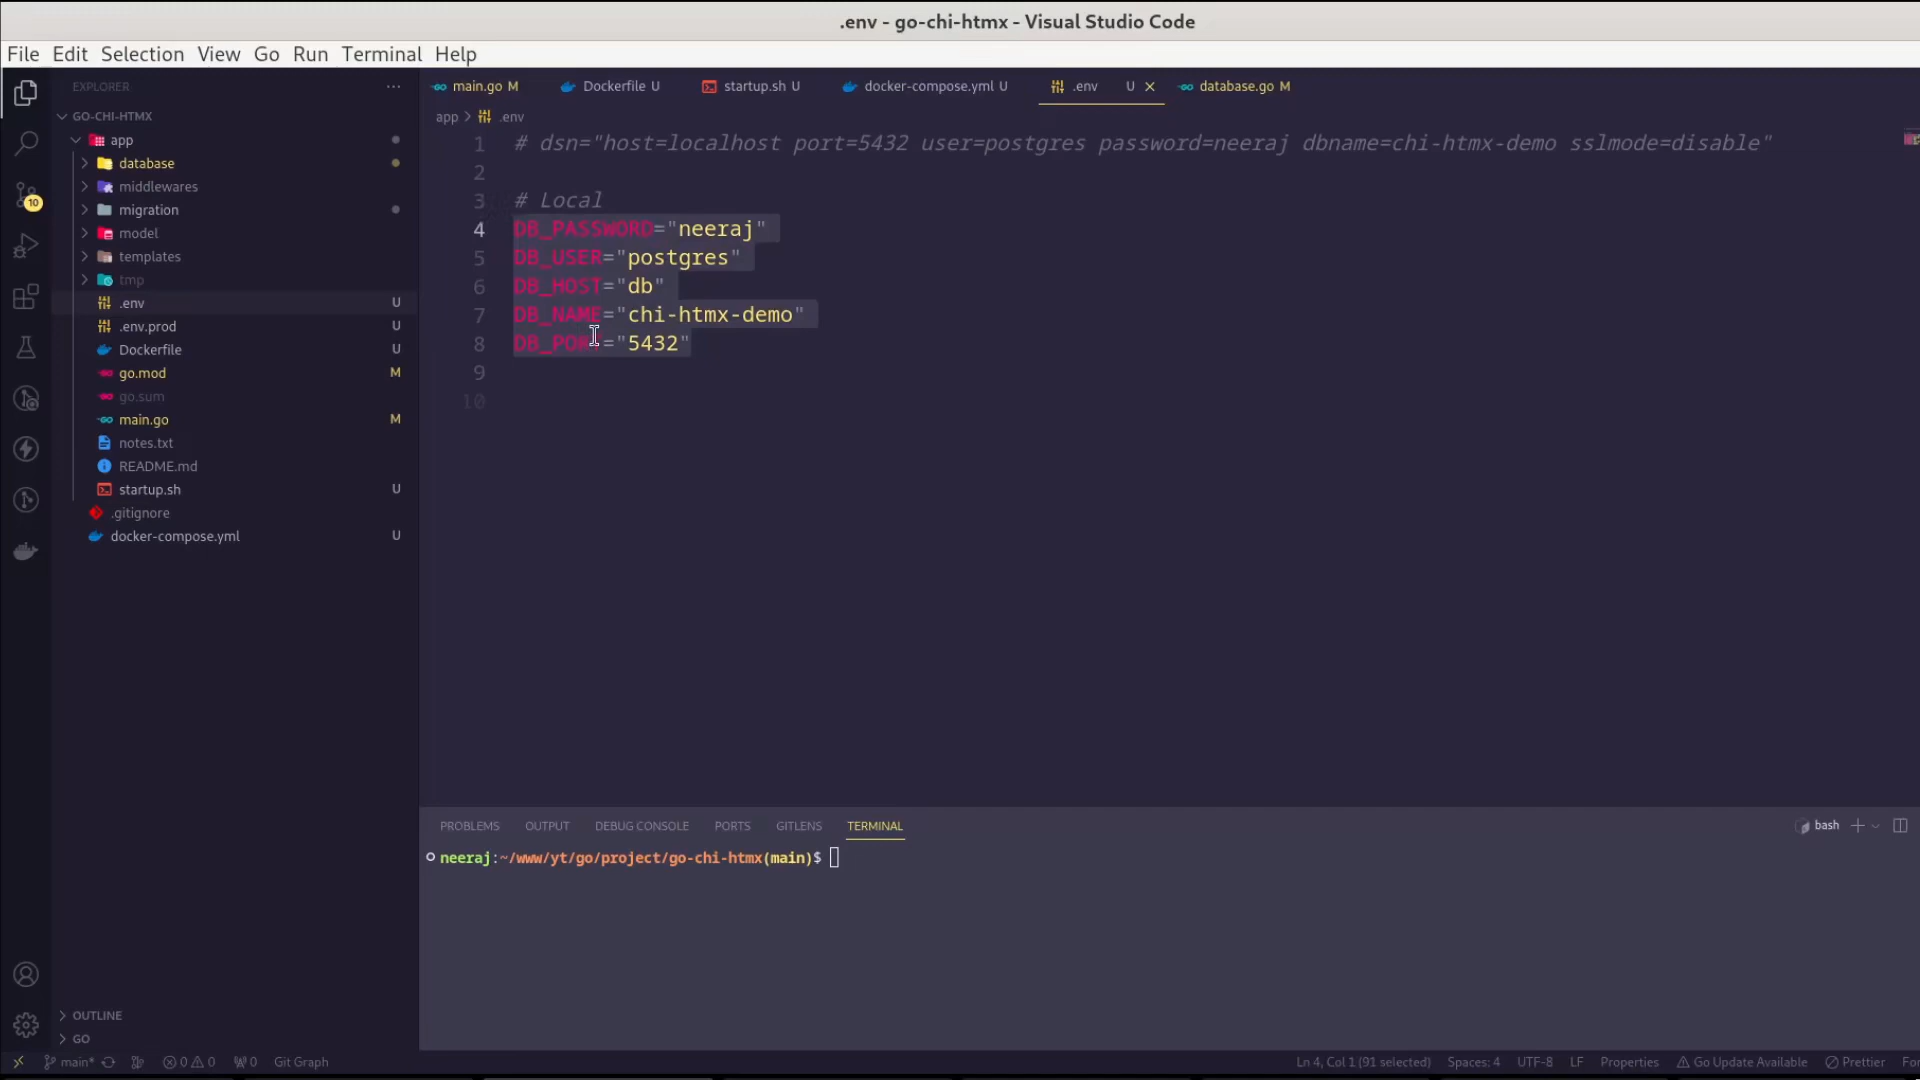 .env - go-chi-htmx - Visual Studio Code
File Edit Selection View Go Run Terminal Help
EXPLORER
GO-CHI-HTMX
app
database
middlewares
migration
model
templates
tmp
.env U
.env.prod U
Dockerfile U
go.mod M
go.sum
main.go M
notes.txt
README.md
startup.sh U
.gitignore
docker-compose.yml U
OUTLINE
GO
10
main.go M Dockerfile U startup.sh U docker-compose.yml U .env U database.go M
app > .env
1 # dsn="host=localhost port=5432 user=postgres password=neeraj dbname=chi-htmx-demo sslmode=disable"
2
3 # Local
4 DB_PASSWORD="neeraj"
5 DB_USER="postgres"
6 DB_HOST="db"
7 DB_NAME="chi-htmx-demo"
8 DB_PORT="5432"
9
10
PROBLEMS OUTPUT DEBUG CONSOLE PORTS GITLENS TERMINAL bash
neeraj:~/www/yt/go/project/go-chi-htmx(main)$
main* 0 0 0 Git Graph Ln 4, Col 1 (91 selected) Spaces: 4 UTF-8 LF Properties Go Update Available Prettier Fo